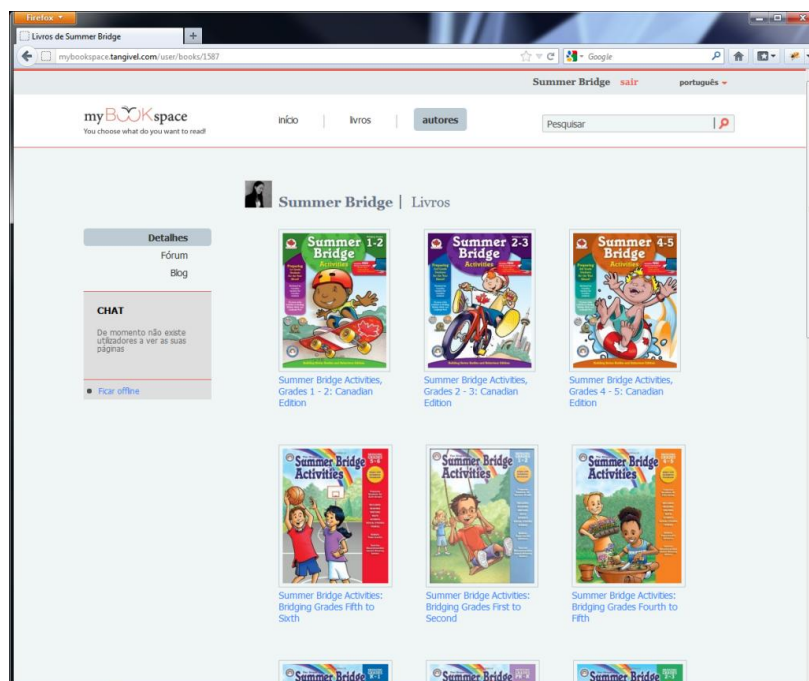 Firefox
Livros de Summer Bridge
mybookspace.tangivel.com/user/books/1587
Google
Summer Bridge sair português
my BOOK space
You choose what do you want to read!
início | livros | autores
Pesquisar
Summer Bridge | Livros
Detalhes
Fórum
Blog
CHAT
De momento não existe
utilizadores a ver as suas
páginas
Ficar offline
Summer 1-2
Bridge
Activities
Summer 2-3
Bridge
Activities
Summer 4-5
Bridge
Activities
Summer Bridge Activities,
Grades 1 - 2: Canadian
Edition
Summer Bridge Activities,
Grades 2 - 3: Canadian
Edition
Summer Bridge Activities,
Grades 4 - 5: Canadian
Edition
Summer Bridge
Activities
Summer Bridge
Activities
Summer Bridge
Activities
Summer Bridge Activities:
Bridging Grades Fifth to
Sixth
Summer Bridge Activities:
Bridging Grades First to
Second
Summer Bridge Activities:
Bridging Grades Fourth to
Fifth
Summer Bridge
Summer Bridge
Summer Bridge